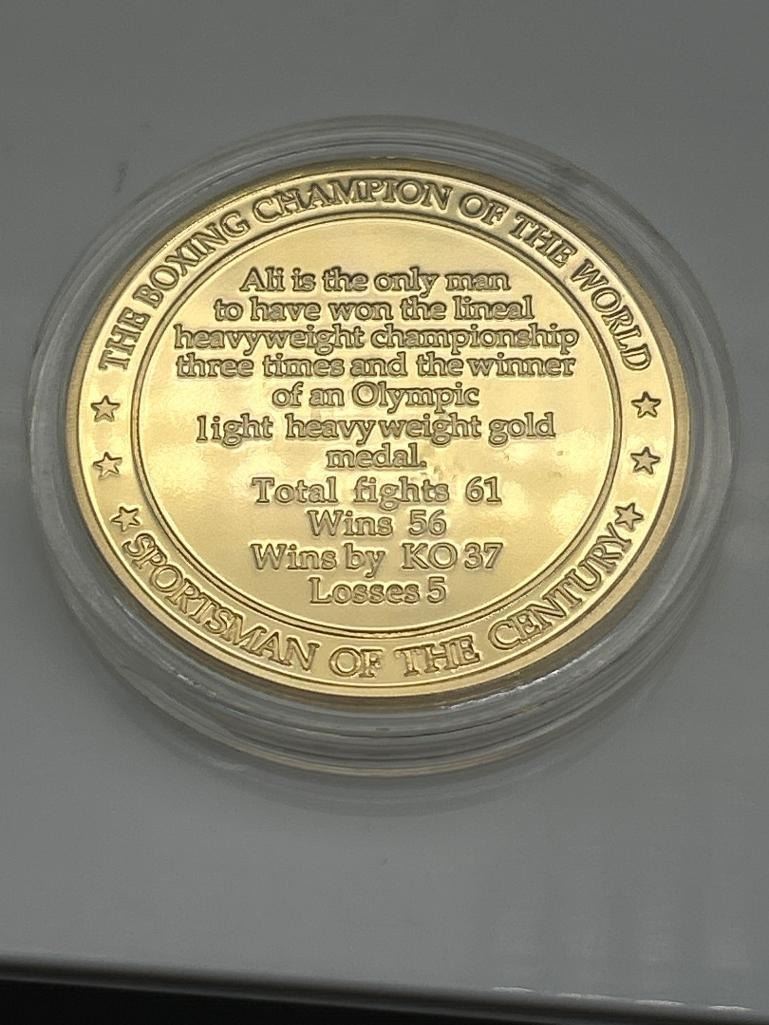 THE BOXING CHAMPION OF THE WORLD
Ali is the only man
to have won the lineal
heavyweight championship
three times and the winner
of an Olympic
light heavyweight gold
medal.
Total fights 61
Wins 56
Wins by KO 37
Losses 5
SPORTSMAN OF THE CENTURY